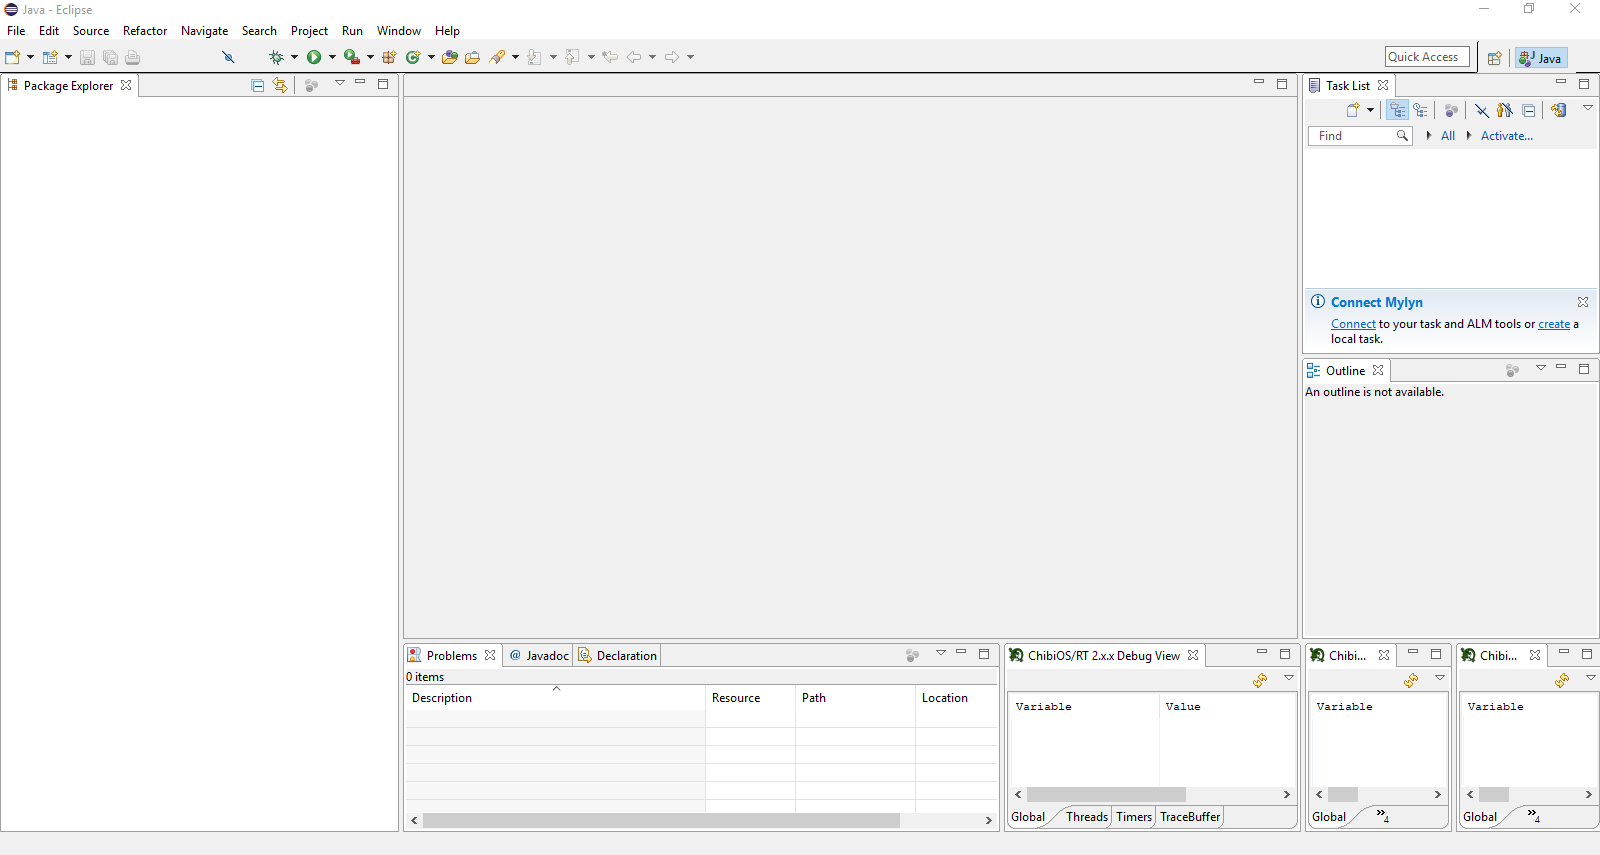 Java - Eclipse
File Edit Source Refactor Navigate Search Project Run Window Help
Quick Access Java
Package Explorer
Task List
Find All Activate...
Connect Mylyn
Connect to your task and ALM tools or create a
local task.
Outline
An outline is not available.
Problems @ Javadoc Declaration
0 items
Description Resource Path Location
ChibiOS/RT 2.x.x Debug View
Variable Value
Global Threads Timers TraceBuffer
Chibi...
Variable
Global »4
Chibi...
Variable
Global »4